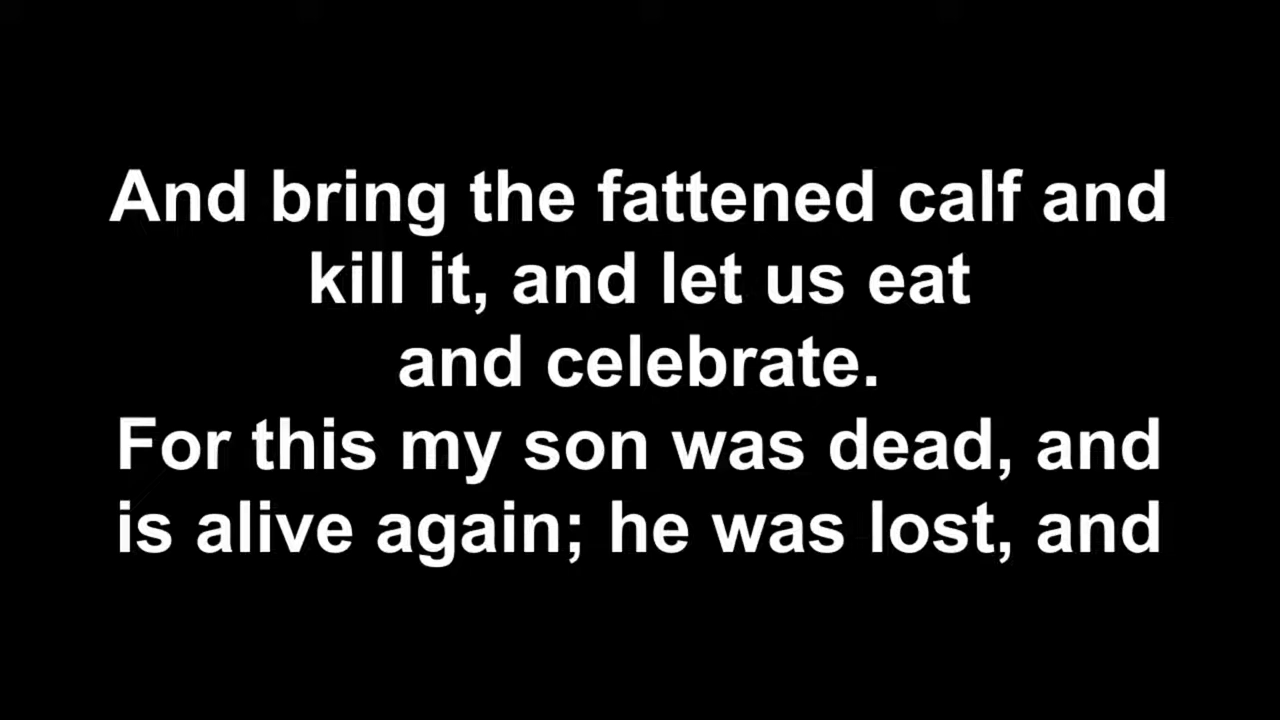 And bring the fattened calf and
kill it, and let us eat
and celebrate.
For this my son was dead, and
is alive again; he was lost, and